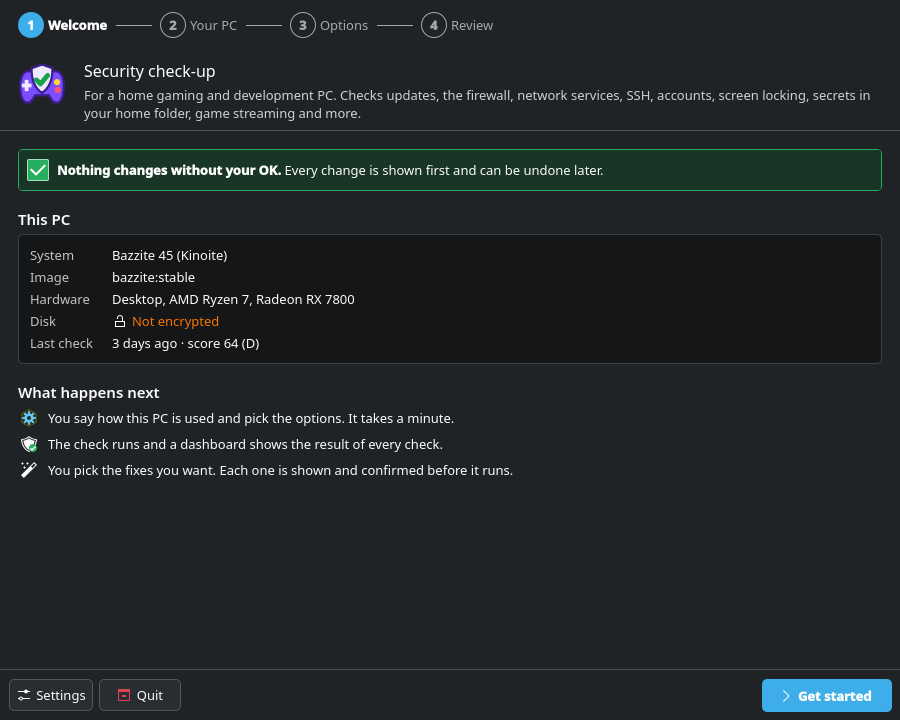 1 Welcome 2 Your PC 3 Options 4 Review
Security check-up
For a home gaming and development PC. Checks updates, the firewall, network services, SSH, accounts, screen locking, secrets in
your home folder, game streaming and more.
Nothing changes without your OK. Every change is shown first and can be undone later.
This PC
System Bazzite 45 (Kinoite)
Image bazzite:stable
Hardware Desktop, AMD Ryzen 7, Radeon RX 7800
Disk Not encrypted
Last check 3 days ago · score 64 (D)
What happens next
You say how this PC is used and pick the options. It takes a minute.
The check runs and a dashboard shows the result of every check.
You pick the fixes you want. Each one is shown and confirmed before it runs.
Settings Quit Get started